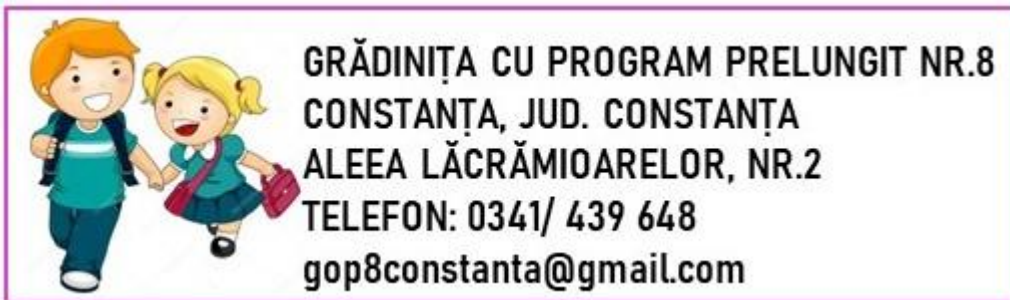 GRĂDINIȚA CU PROGRAM PRELUNGIT NR.8
CONSTANȚA, JUD. CONSTANȚA
ALEEA LĂCRĂMIOARELOR, NR.2
TELEFON: 0341/ 439 648
gop8constanta@gmail.com